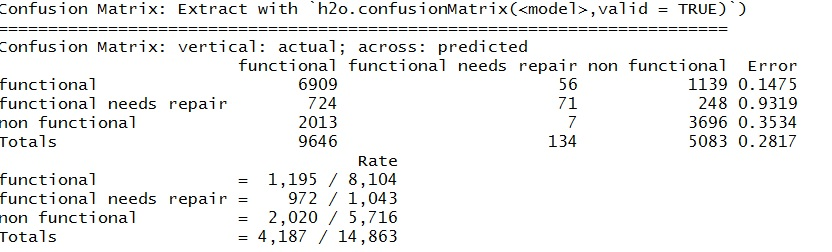 Confusion Matrix: Extract with `h2o.confusionMatrix(<model>,valid = TRUE)`)
=========================================================================
Confusion Matrix: vertical: actual; across: predicted
functional functional needs repair non functional Error
functional 6909 56 1139 0.1475
functional needs repair 724 71 248 0.9319
non functional 2013 7 3696 0.3534
Totals 9646 134 5083 0.2817
Rate
functional = 1,195 / 8,104
functional needs repair = 972 / 1,043
non functional = 2,020 / 5,716
Totals = 4,187 / 14,863